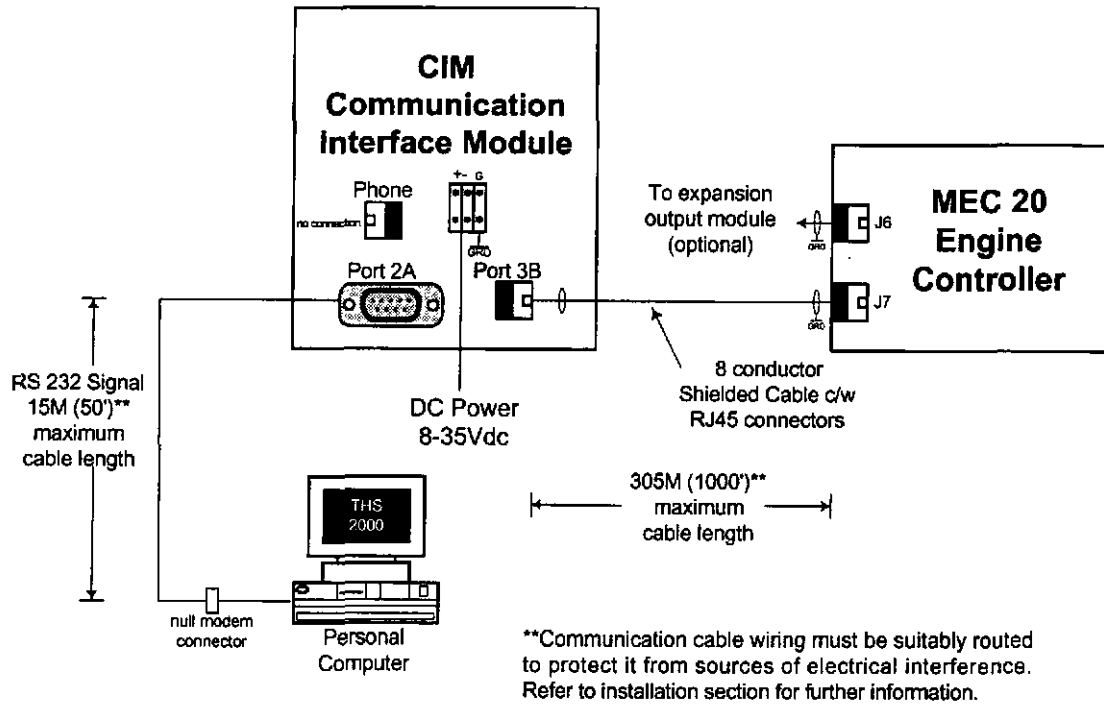 CIM
Communication
Interface Module
+- G
Phone
no connection
GRD
Port 2A
Port 3B
To expansion
output module
(optional)
GRD
J6
MEC 20
Engine
Controller
GRD
J7
8 conductor
Shielded Cable c/w
RJ45 connectors
RS 232 Signal
15M (50')**
maximum
cable length
DC Power
8-35Vdc
305M (1000')**
maximum
cable length
THS
2000
null modem
connector
Personal
Computer
**Communication cable wiring must be suitably routed
to protect it from sources of electrical interference.
Refer to installation section for further information.